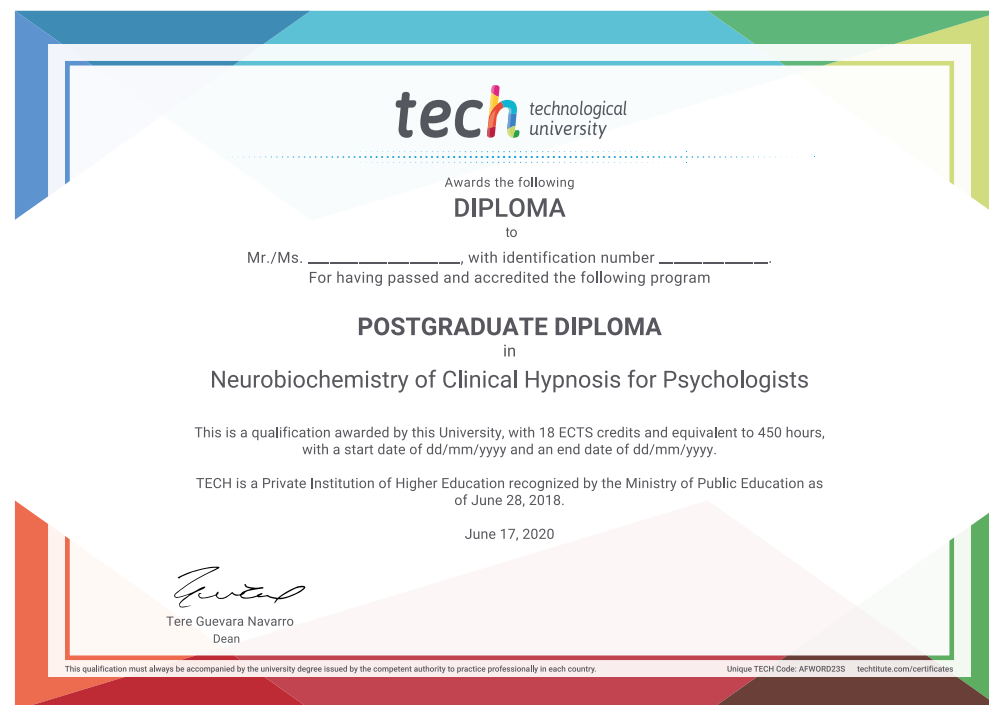 tech technological
university
Awards the following
DIPLOMA
to
Mr./Ms. ____________________, with identification number ______________.
For having passed and accredited the following program
POSTGRADUATE DIPLOMA
in
Neurobiochemistry of Clinical Hypnosis for Psychologists
This is a qualification awarded by this University, with 18 ECTS credits and equivalent to 450 hours,
with a start date of dd/mm/yyyy and an end date of dd/mm/yyyy.
TECH is a Private Institution of Higher Education recognized by the Ministry of Public Education as
of June 28, 2018.
June 17, 2020
Tere Guevara Navarro
Dean
This qualification must always be accompanied by the university degree issued by the competent authority to practice professionally in each country. Unique TECH Code: AFWORD23S techtitute.com/certificates